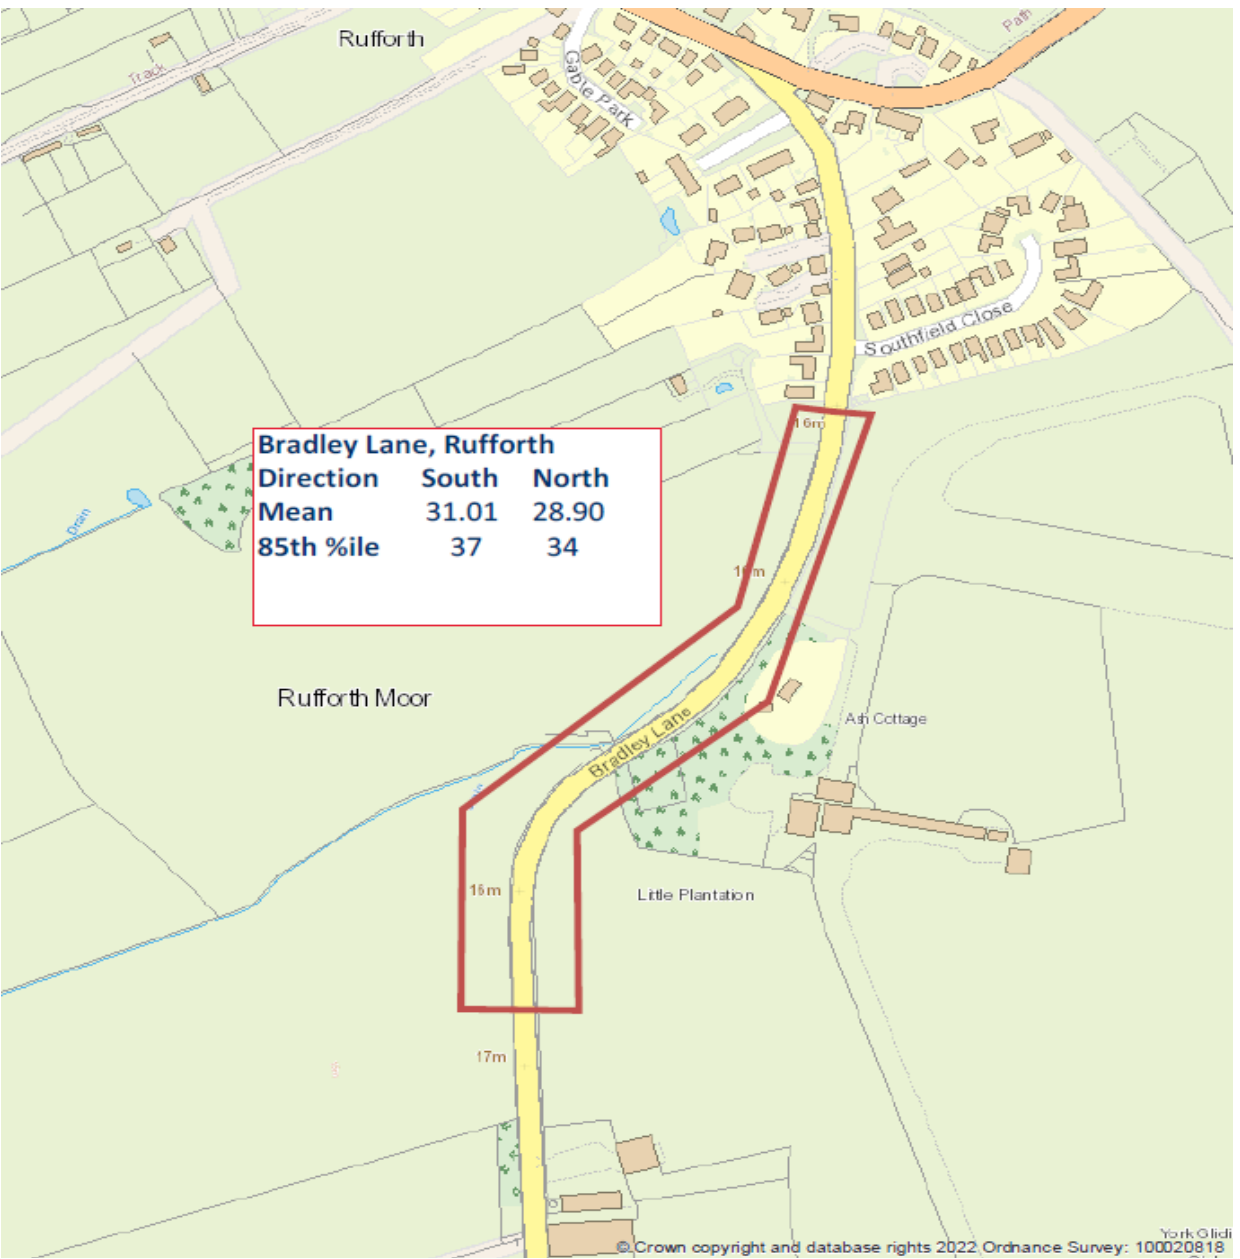 Rufforth
Path
Track
Gable Park
Southfield Close
16m
Bradley Lane, Rufforth
Direction South North
Mean 31.01 28.90
85th %ile 37 34
Drain
Rufforth Moor
Ash Cottage
Bradley Lane
16m
Little Plantation
17m
York Glidi
© Crown copyright and database rights 2022 Ordnance Survey: 100020818